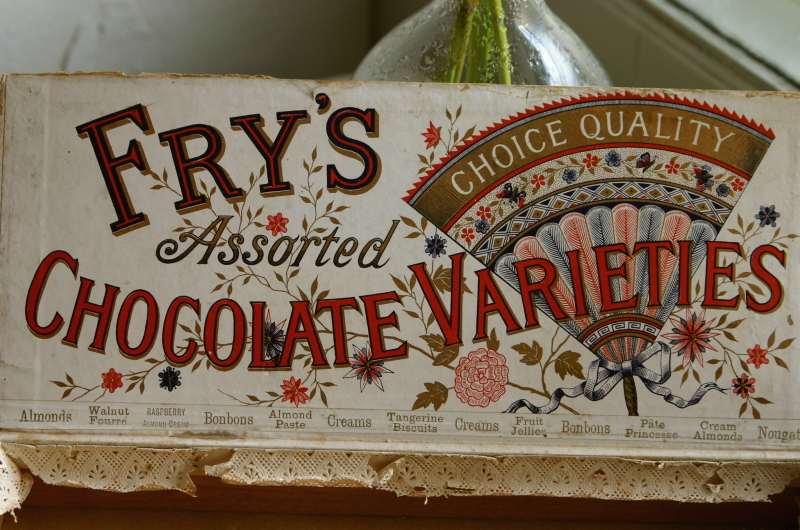 FRY'S
CHOICE QUALITY
Assorted
CHOCOLATE VARIETIES
Almonds Walnut Fourre RASPBERRY ALMOND CREAM Bonbons Almond Paste Creams Tangerine Biscuits Creams Fruit Jellies Bonbons Pâte Princesse Cream Almonds Nougat